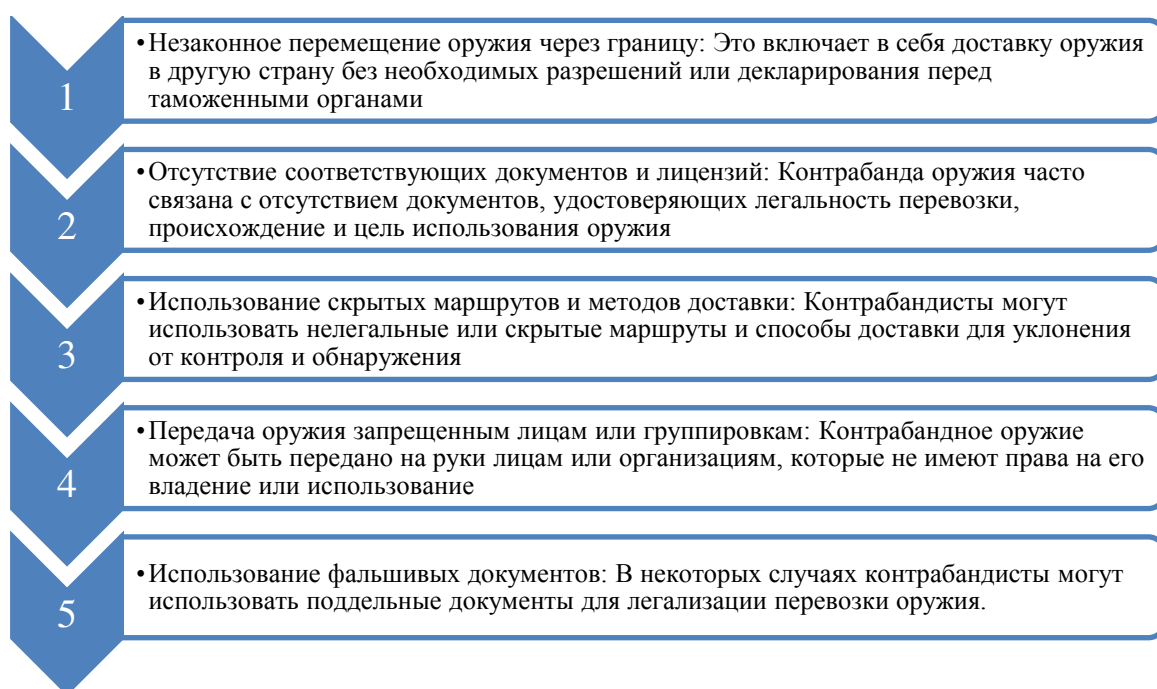 1
•Незаконное перемещение оружия через границу: Это включает в себя доставку оружия
в другую страну без необходимых разрешений или декларирования перед
таможенными органами
2
•Отсутствие соответствующих документов и лицензий: Контрабанда оружия часто
связана с отсутствием документов, удостоверяющих легальность перевозки,
происхождение и цель использования оружия
3
•Использование скрытых маршрутов и методов доставки: Контрабандисты могут
использовать нелегальные или скрытые маршруты и способы доставки для уклонения
от контроля и обнаружения
4
•Передача оружия запрещенным лицам или группировкам: Контрабандное оружие
может быть передано на руки лицам или организациям, которые не имеют права на его
владение или использование
5
•Использование фальшивых документов: В некоторых случаях контрабандисты могут
использовать поддельные документы для легализации перевозки оружия.